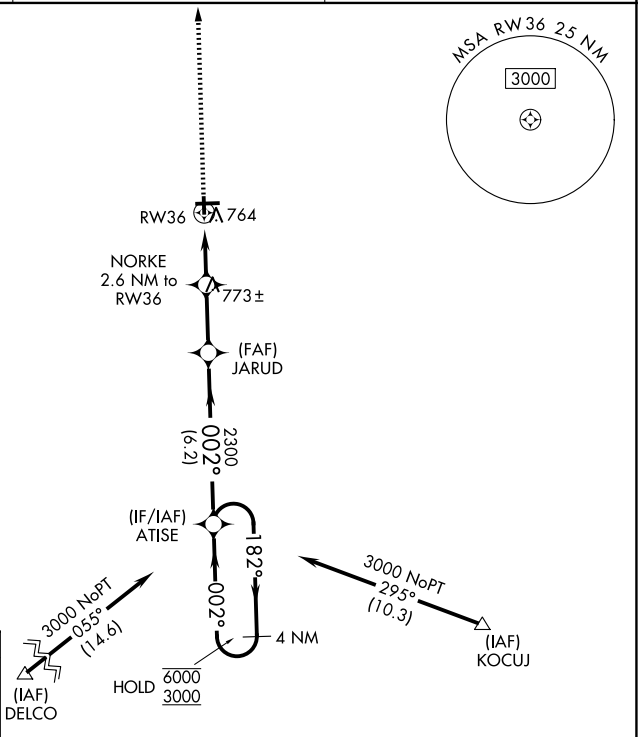 MSA RW36 25 NM
3000
RW36
764
NORKE
2.6 NM to
RW36
773±
(FAF)
JARUD
2300
002°
(6.2)
(IF/IAF)
ATISE
182°
002°
4 NM
HOLD
6000
3000
3000 NoPT
055°
(14.6)
(IAF)
DELCO
3000 NoPT
295°
(10.3)
(IAF)
KOCUJ